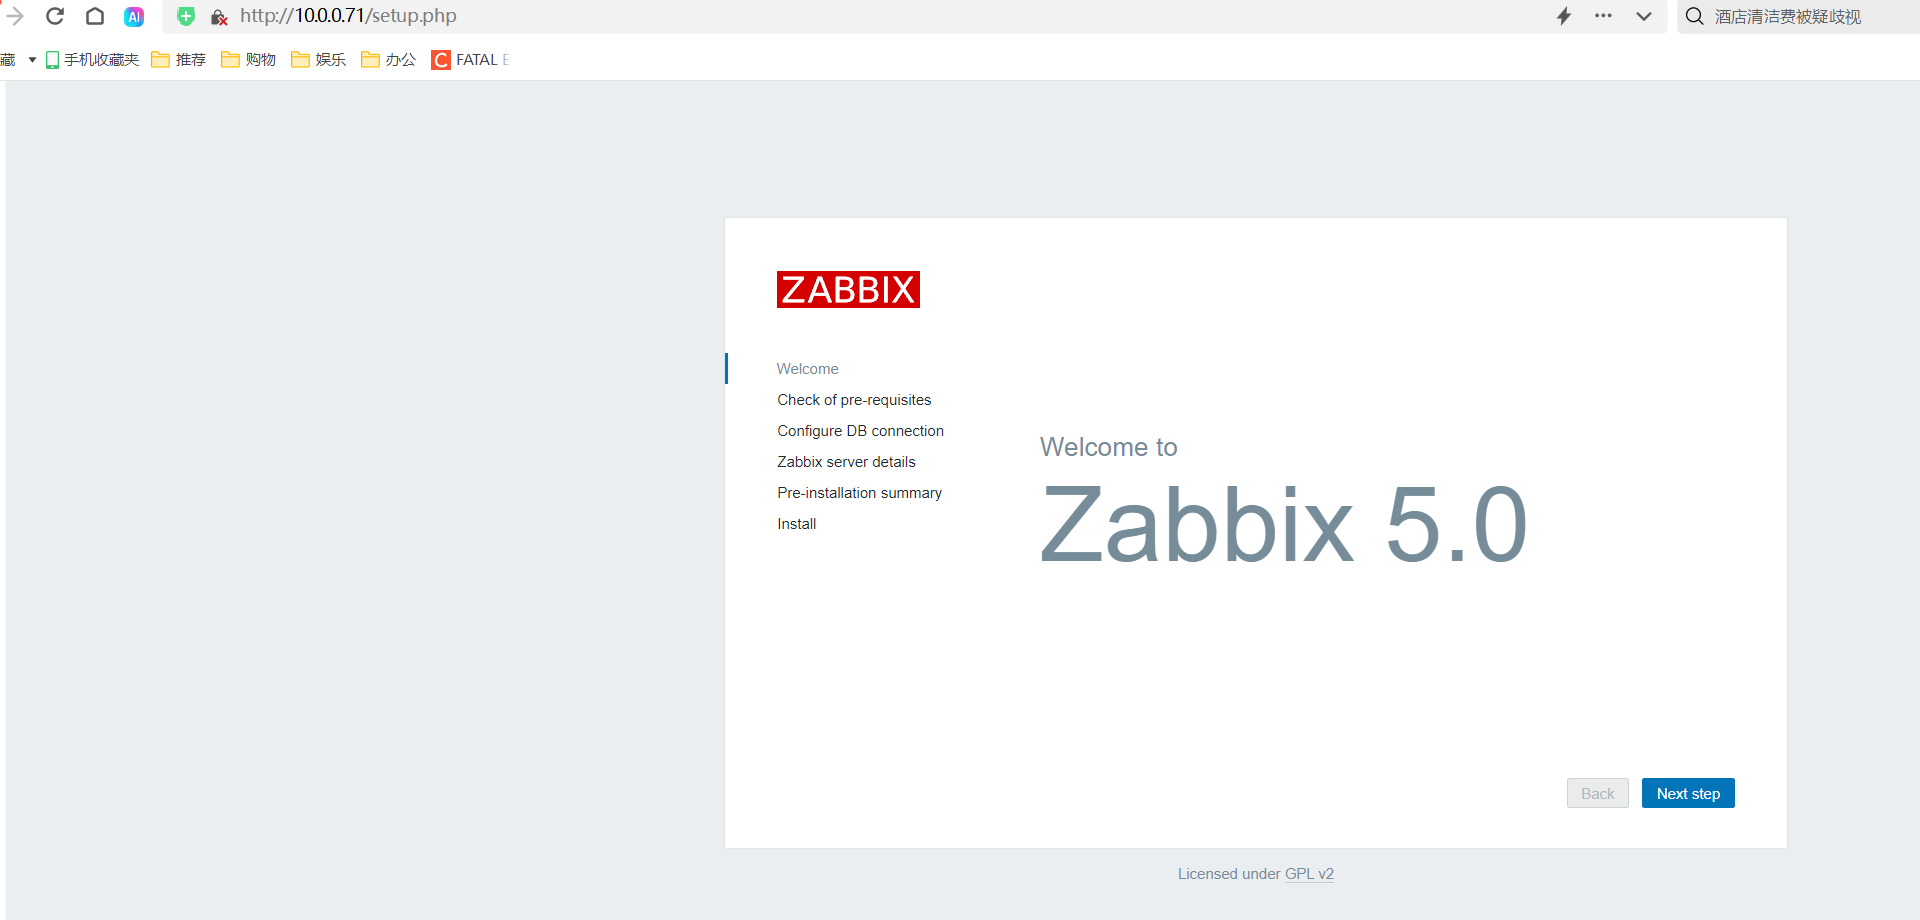 AI
http://10.0.0.71/setup.php
酒店清洁费被疑歧视
藏
手机收藏夹
推荐
购物
娱乐
办公
C
FATAL E
ZABBIX
Welcome
Check of pre-requisites
Configure DB connection
Zabbix server details
Pre-installation summary
Install
Welcome to
Zabbix 5.0
Back
Next step
Licensed under GPL v2